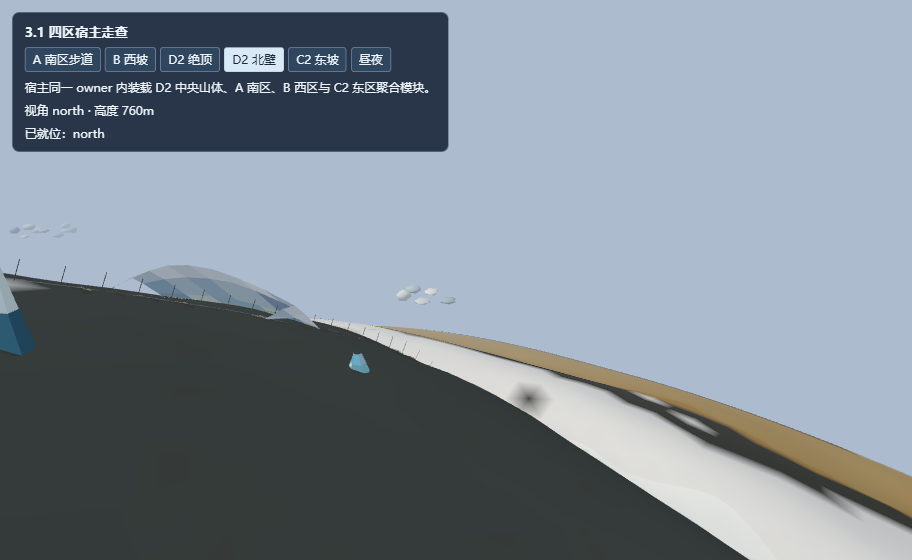 3.1 四区宿主走查
A 南区步道 B 西坡 D2 绝顶 D2 北壁 C2 东坡 昼夜
宿主同一 owner 内装载 D2 中央山体、A 南区、B 西区与 C2 东区聚合模块。
视角 north · 高度 760m
已就位：north